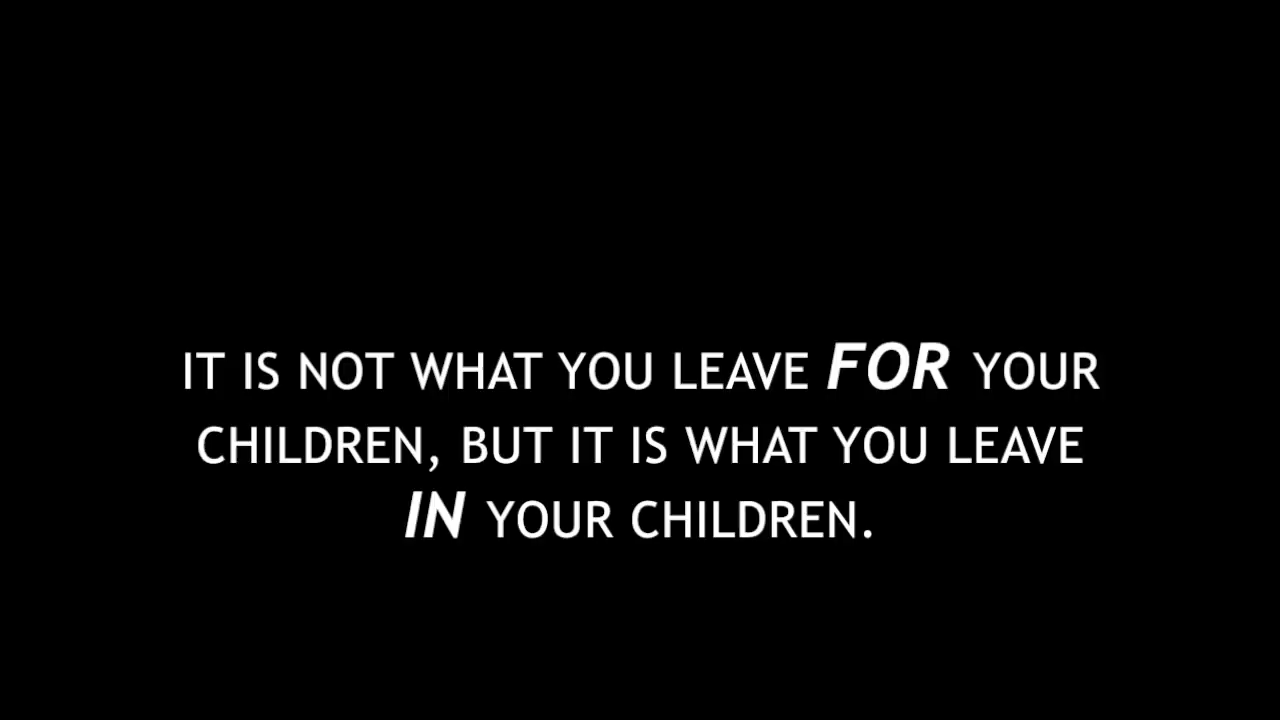 IT IS NOT WHAT YOU LEAVE FOR YOUR
CHILDREN, BUT IT IS WHAT YOU LEAVE
IN YOUR CHILDREN.